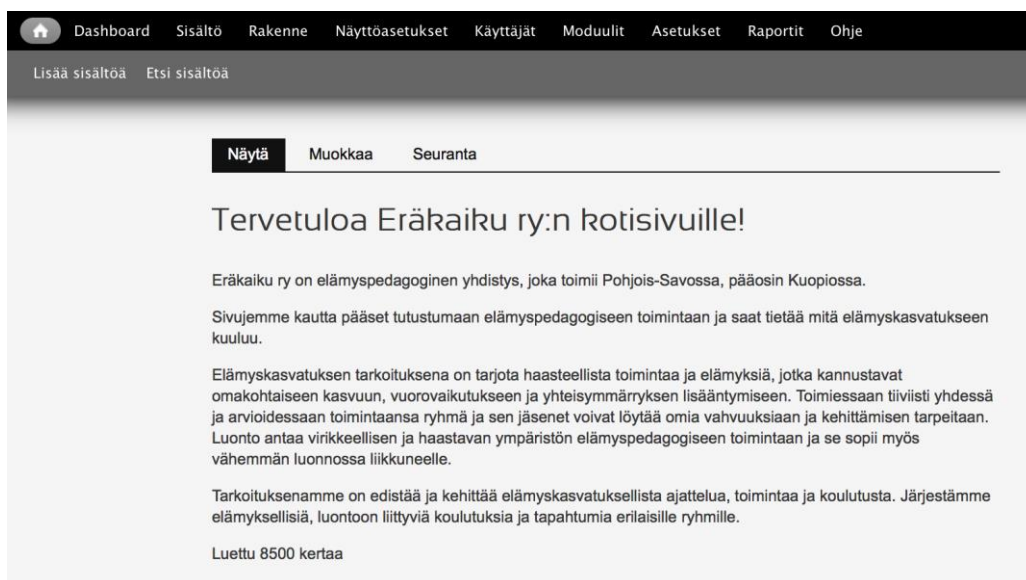 Dashboard Sisältö Rakenne Näyttöasetukset Käyttäjät Moduulit Asetukset Raportit Ohje
Lisää sisältöä Etsi sisältöä
Näytä Muokkaa Seuranta
Tervetuloa Eräkaiku ry:n kotisivuille!
Eräkaiku ry on elämyspedagoginen yhdistys, joka toimii Pohjois-Savossa, pääosin Kuopiossa.
Sivujemme kautta pääset tutustumaan elämyspedagogiseen toimintaan ja saat tietää mitä elämyskasvatukseen
kuuluu.
Elämyskasvatuksen tarkoituksena on tarjota haasteellista toimintaa ja elämyksiä, jotka kannustavat
omakohtaiseen kasvuun, vuorovaikutukseen ja yhteisymmärryksen lisääntymiseen. Toimiessaan tiiviisti yhdessä
ja arvioidessaan toimintaansa ryhmä ja sen jäsenet voivat löytää omia vahvuuksiaan ja kehittämisen tarpeitaan.
Luonto antaa virikkeellisen ja haastavan ympäristön elämyspedagogiseen toimintaan ja se sopii myös
vähemmän luonnossa liikkuneelle.
Tarkoituksenamme on edistää ja kehittää elämyskasvatuksellista ajattelua, toimintaa ja koulutusta. Järjestämme
elämyksellisiä, luontoon liittyviä koulutuksia ja tapahtumia erilaisille ryhmille.
Luettu 8500 kertaa